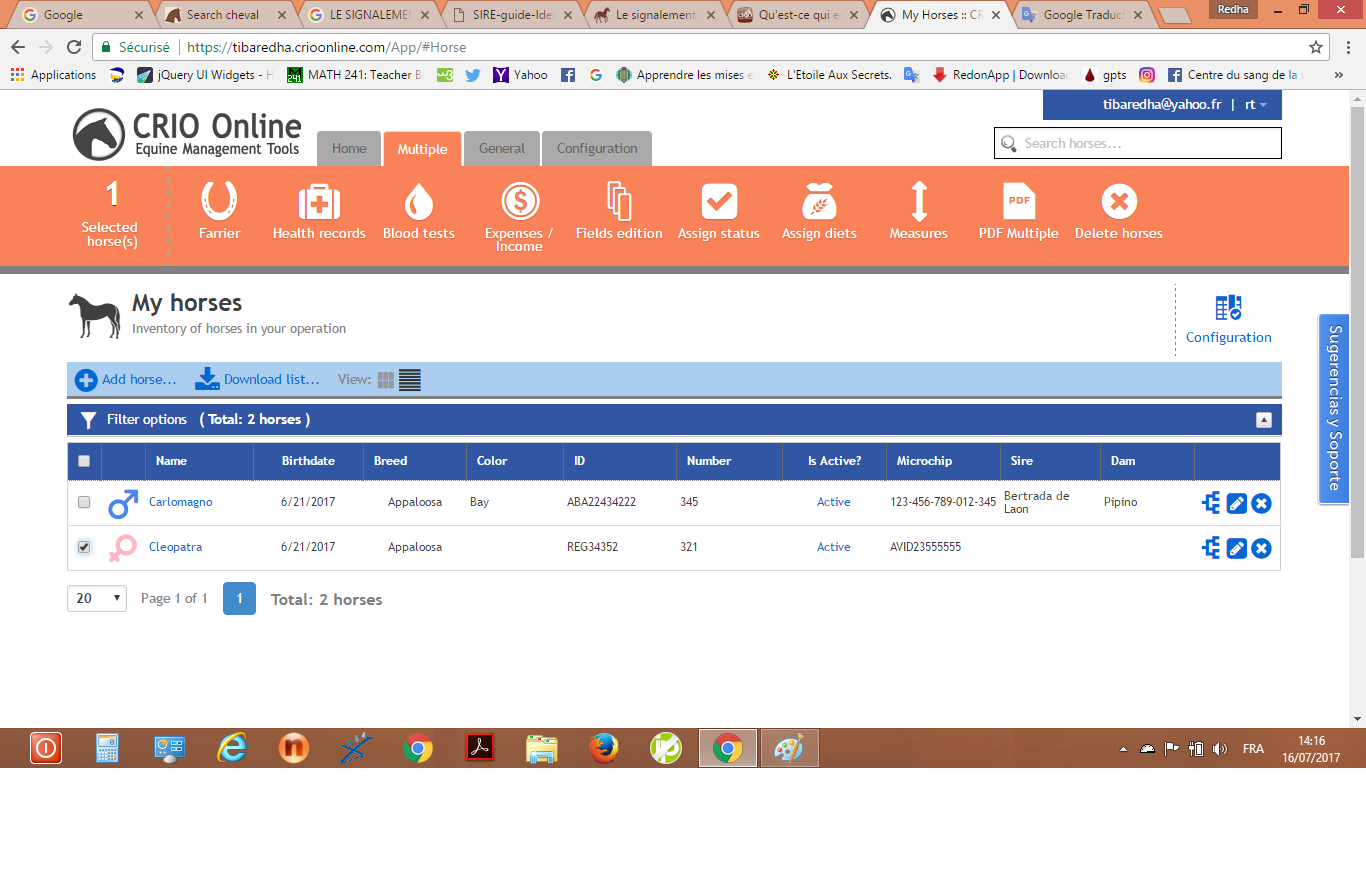 Google
Search cheval
LE SIGNALEMEN
SIRE-guide-Ide
Le signalement
Qu'est-ce qui e
My Horses :: CR
Google Traduct
Redha
Sécurisé
https://tibaredha.crioonline.com/App/#Horse
Applications
jQuery UI Widgets - H
MATH 241: Teacher B
Yahoo
Apprendre les mises e
L'Etoile Aux Secrets.
RedonApp | Downloa
gpts
Centre du sang de la u
»
tibaredha@yahoo.fr | rt
CRIO Online
Equine Management Tools
Home
Multiple
General
Configuration
Search horses...
1
Selected
horse(s)
Farrier
Health records
Blood tests
Expenses /
Income
Fields edition
Assign status
Assign diets
Measures
PDF
PDF Multiple
Delete horses
My horses
Inventory of horses in your operation
Configuration
Sugerencias y Soporte
Add horse...
Download list...
View:
Filter options ( Total: 2 horses )
Name Birthdate Breed Color ID Number Is Active? Microchip Sire Dam
Carlomagno 6/21/2017 Appaloosa Bay ABA22434222 345 Active 123-456-789-012-345 Bertrada de Laon Pipino
Cleopatra 6/21/2017 Appaloosa REG34352 321 Active AVID23555555
20 Page 1 of 1 1 Total: 2 horses
FRA
14:16
16/07/2017